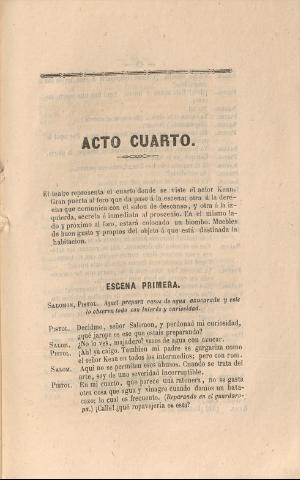 ACTO CUARTO.
El teatro representa el cuarto donde se viste el señor Kean.
Gran puerta al foro que da paso á la escena; otra á la dere-
cha que comunica con el salon de descanso, y otra á la iz-
quierda, secreta é inmediata al proscenio. En el mismo la-
do y próximo al foro, estará colocado un biombo. Muebles
de buen gusto y propios del objeto á que está destinada la
habitacion.
ESCENA PRIMERA.
SALOMON, PISTOL. Aquel prepara vasos de agua azucarada y este
lo observa todo con interés y curiosidad.
PISTOL. Decidme, señor Salomon, y perdonad mi curiosidad,
¿qué jarope es ese que estais preparando?
SALOM. ¿No lo ves, majadero? vasos de agua con azucar.
PISTOL. ¡Ah! ya caigo. Tambien mi padre se gargariza como
el señor Kean en todos los intermedios; pero con rom.
SALOM. Aquí no se permiten esos abusos. Cuando se trata del
arte, soy de una severidad incorruptible.
PISTOL. En mi cuarto, que parece una ratonera, no se gasta
otra cosa que agua y vinagre cuando damos un bata-
cazo; lo cual es frecuente. (Reparando en el guardaro-
pa.) ¡Calle! ¿qué ropavejería es esta?